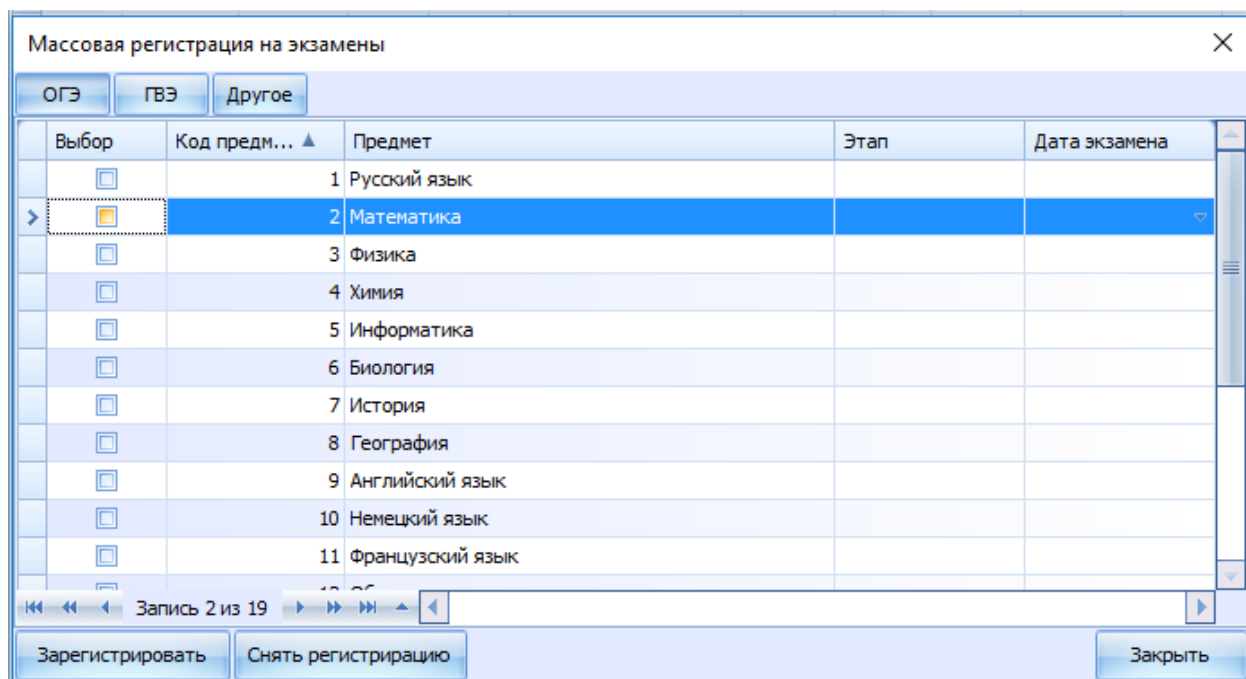 Массовая регистрация на экзамены
ОГЭ ГВЭ Другое
Выбор Код предм... Предмет Этап Дата экзамена
1 Русский язык
2 Математика
3 Физика
4 Химия
5 Информатика
6 Биология
7 История
8 География
9 Английский язык
10 Немецкий язык
11 Французский язык
Запись 2 из 19
Зарегистрировать Снять регистрирацию Закрыть